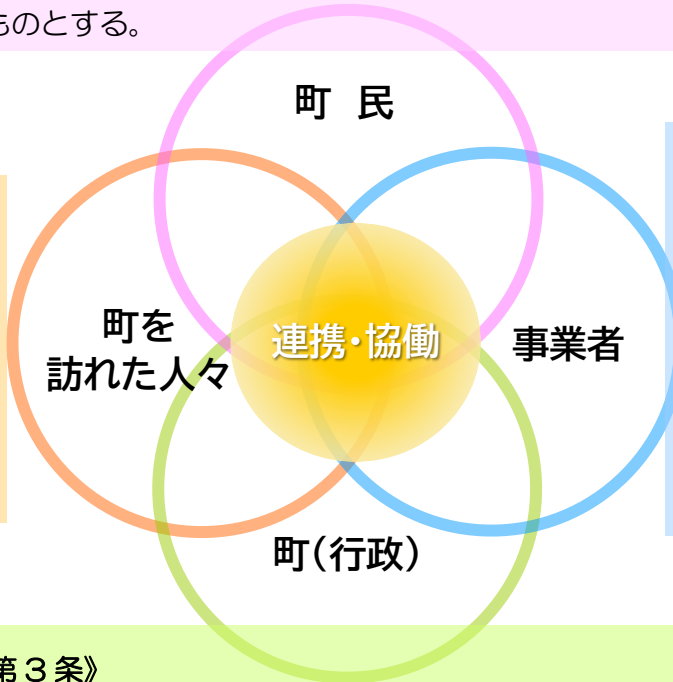 ものとする。
町 民
町を
訪れた人々
連携・協働
事業者
町(行政)
第3条》